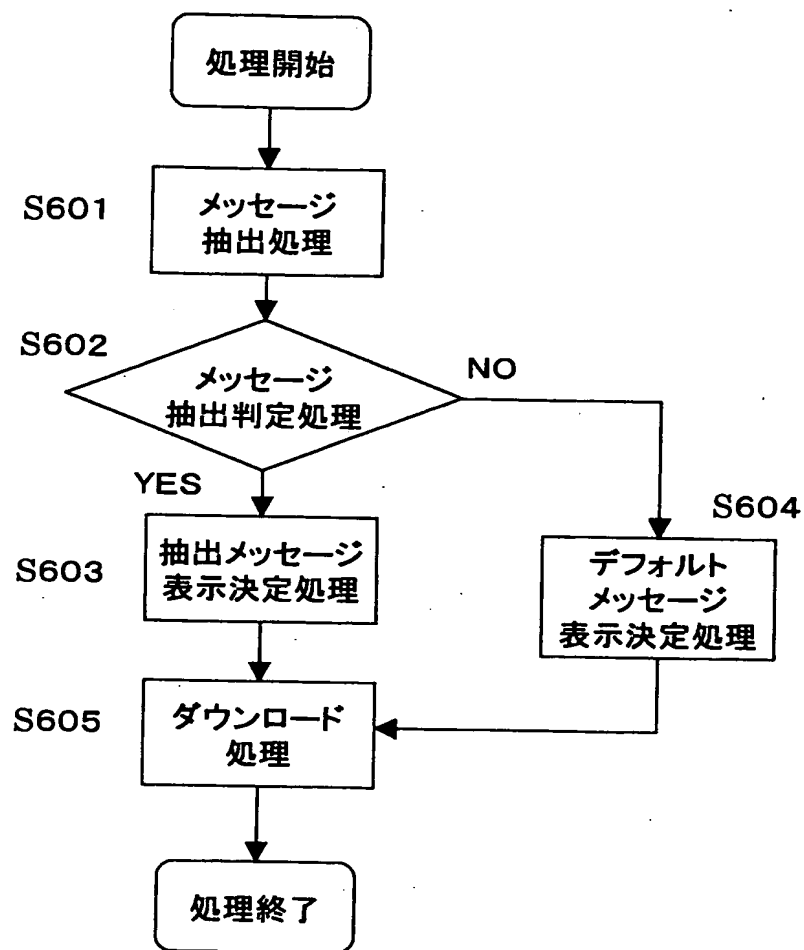 処理開始
S601
メッセージ
抽出処理
S602
メッセージ
抽出判定処理
NO
YES
S603
抽出メッセージ
表示決定処理
S604
デフォルト
メッセージ
表示決定処理
S605
ダウンロード
処理
処理終了